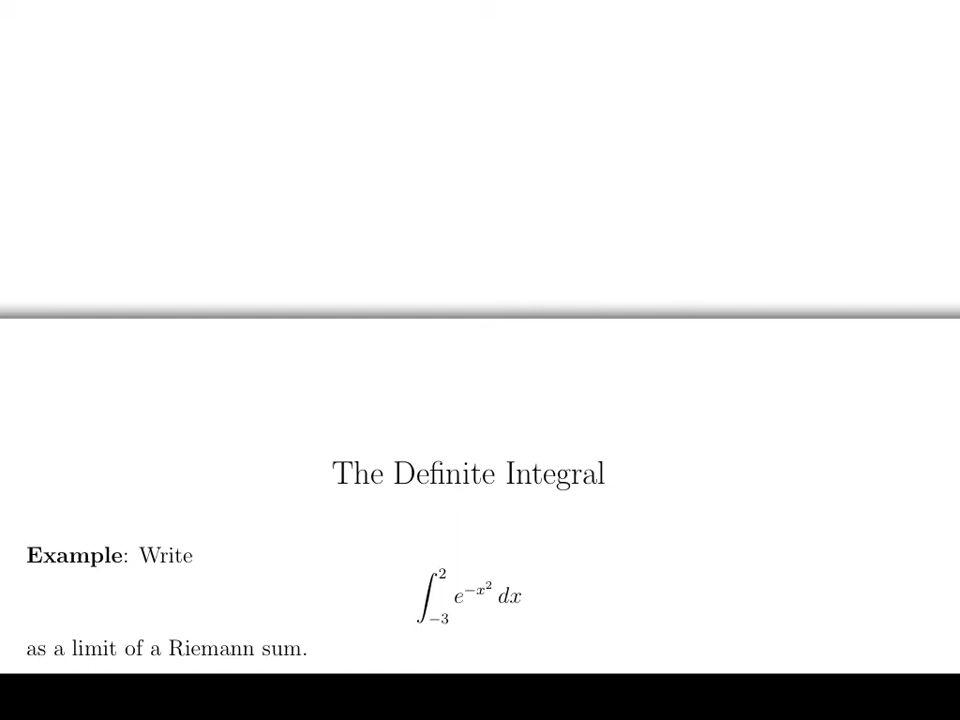 The Definite Integral
Example: Write
∫_{-3}^{2} e^{-x^2} dx
as a limit of a Riemann sum.